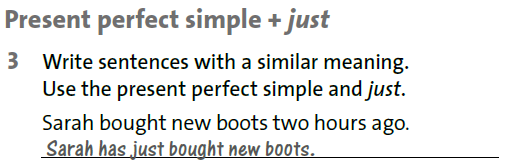 Present perfect simple + just
3 Write sentences with a similar meaning.
Use the present perfect simple and just.
Sarah bought new boots two hours ago.
Sarah has just bought new boots.